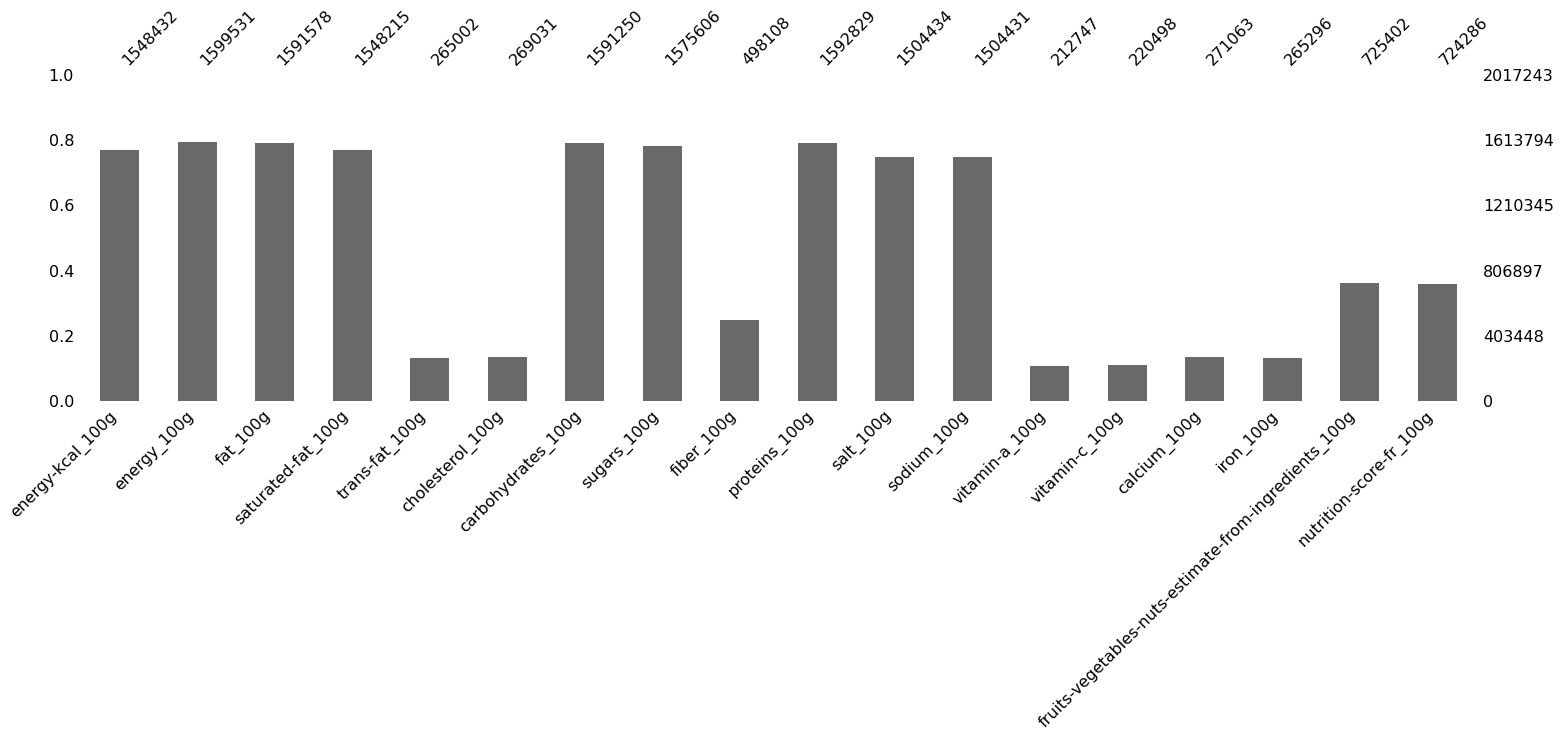 1548432
1599531
1591578
1548215
265002
269031
1591250
1575606
498108
1592829
1504434
1504431
212747
220498
271063
265296
725402
724286
1.0
0.8
0.6
0.4
0.2
0.0
2017243
1613794
1210345
806897
403448
0
energy-kcal_100g
energy_100g
fat_100g
saturated-fat_100g
trans-fat_100g
cholesterol_100g
carbohydrates_100g
sugars_100g
fiber_100g
proteins_100g
salt_100g
sodium_100g
vitamin-a_100g
vitamin-c_100g
calcium_100g
iron_100g
fruits-vegetables-nuts-estimate-from-ingredients_100g
nutrition-score-fr_100g